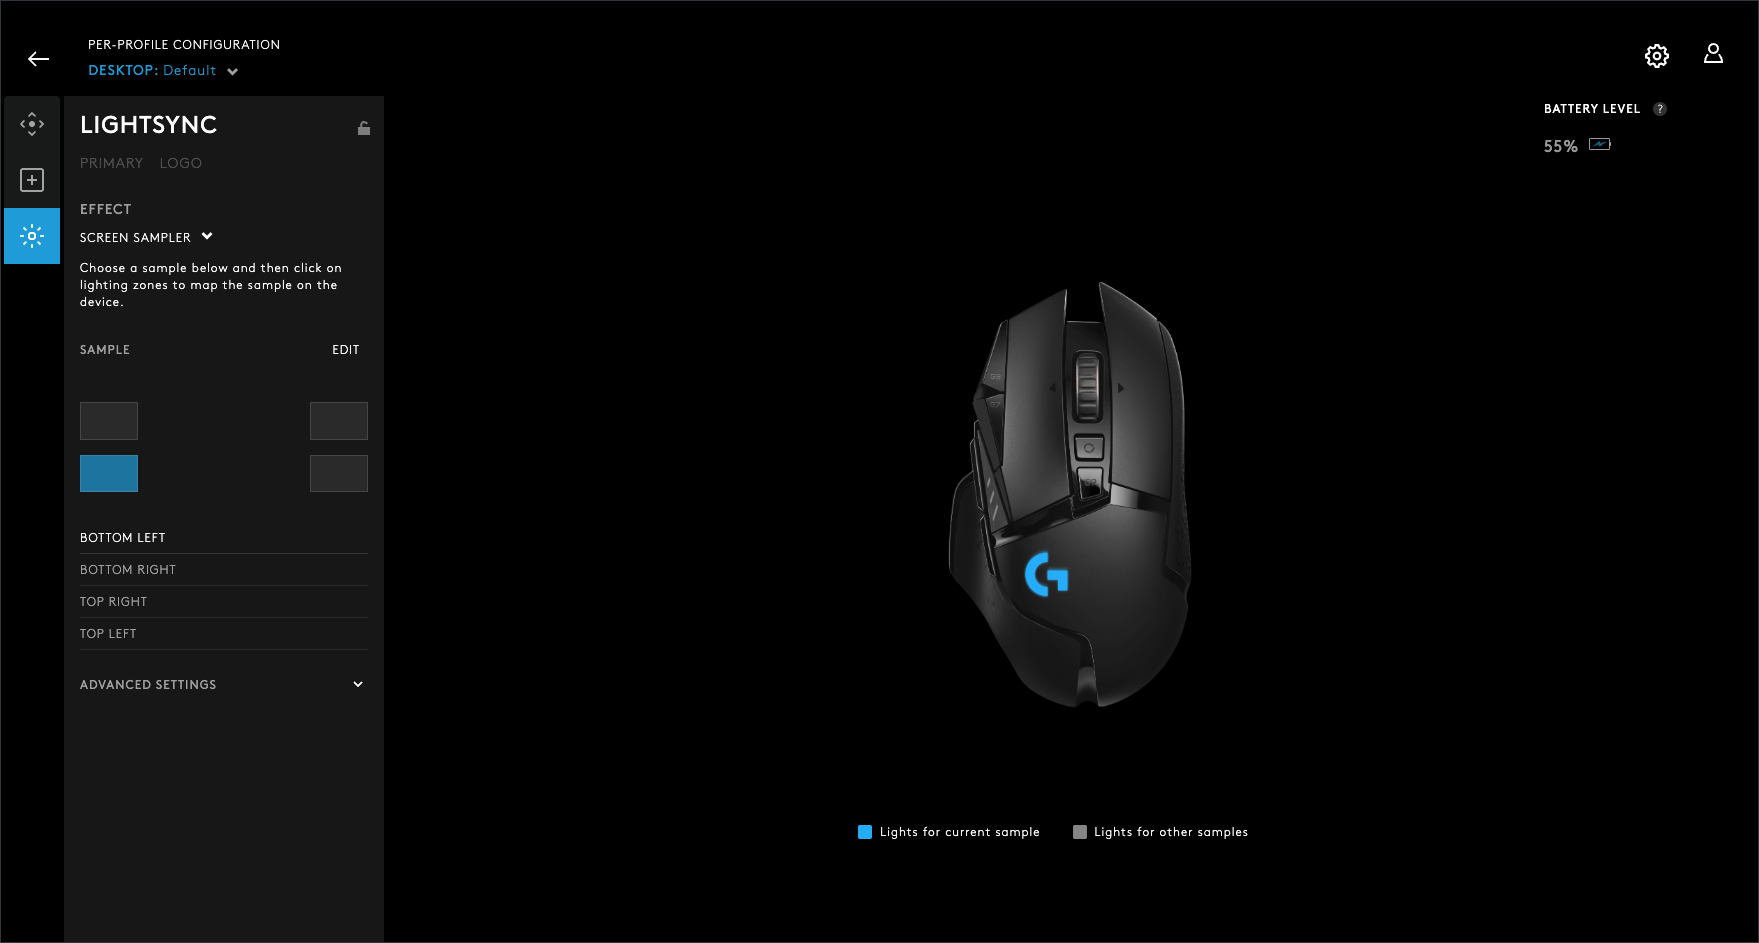 PER-PROFILE CONFIGURATION
DESKTOP: Default
LIGHTSYNC
PRIMARY LOGO
EFFECT
SCREEN SAMPLER
Choose a sample below and then click on
lighting zones to map the sample on the
device.
SAMPLE EDIT
BOTTOM LEFT
BOTTOM RIGHT
TOP RIGHT
TOP LEFT
ADVANCED SETTINGS
BATTERY LEVEL ?
55%
G8
G7
Lights for current sample
Lights for other samples